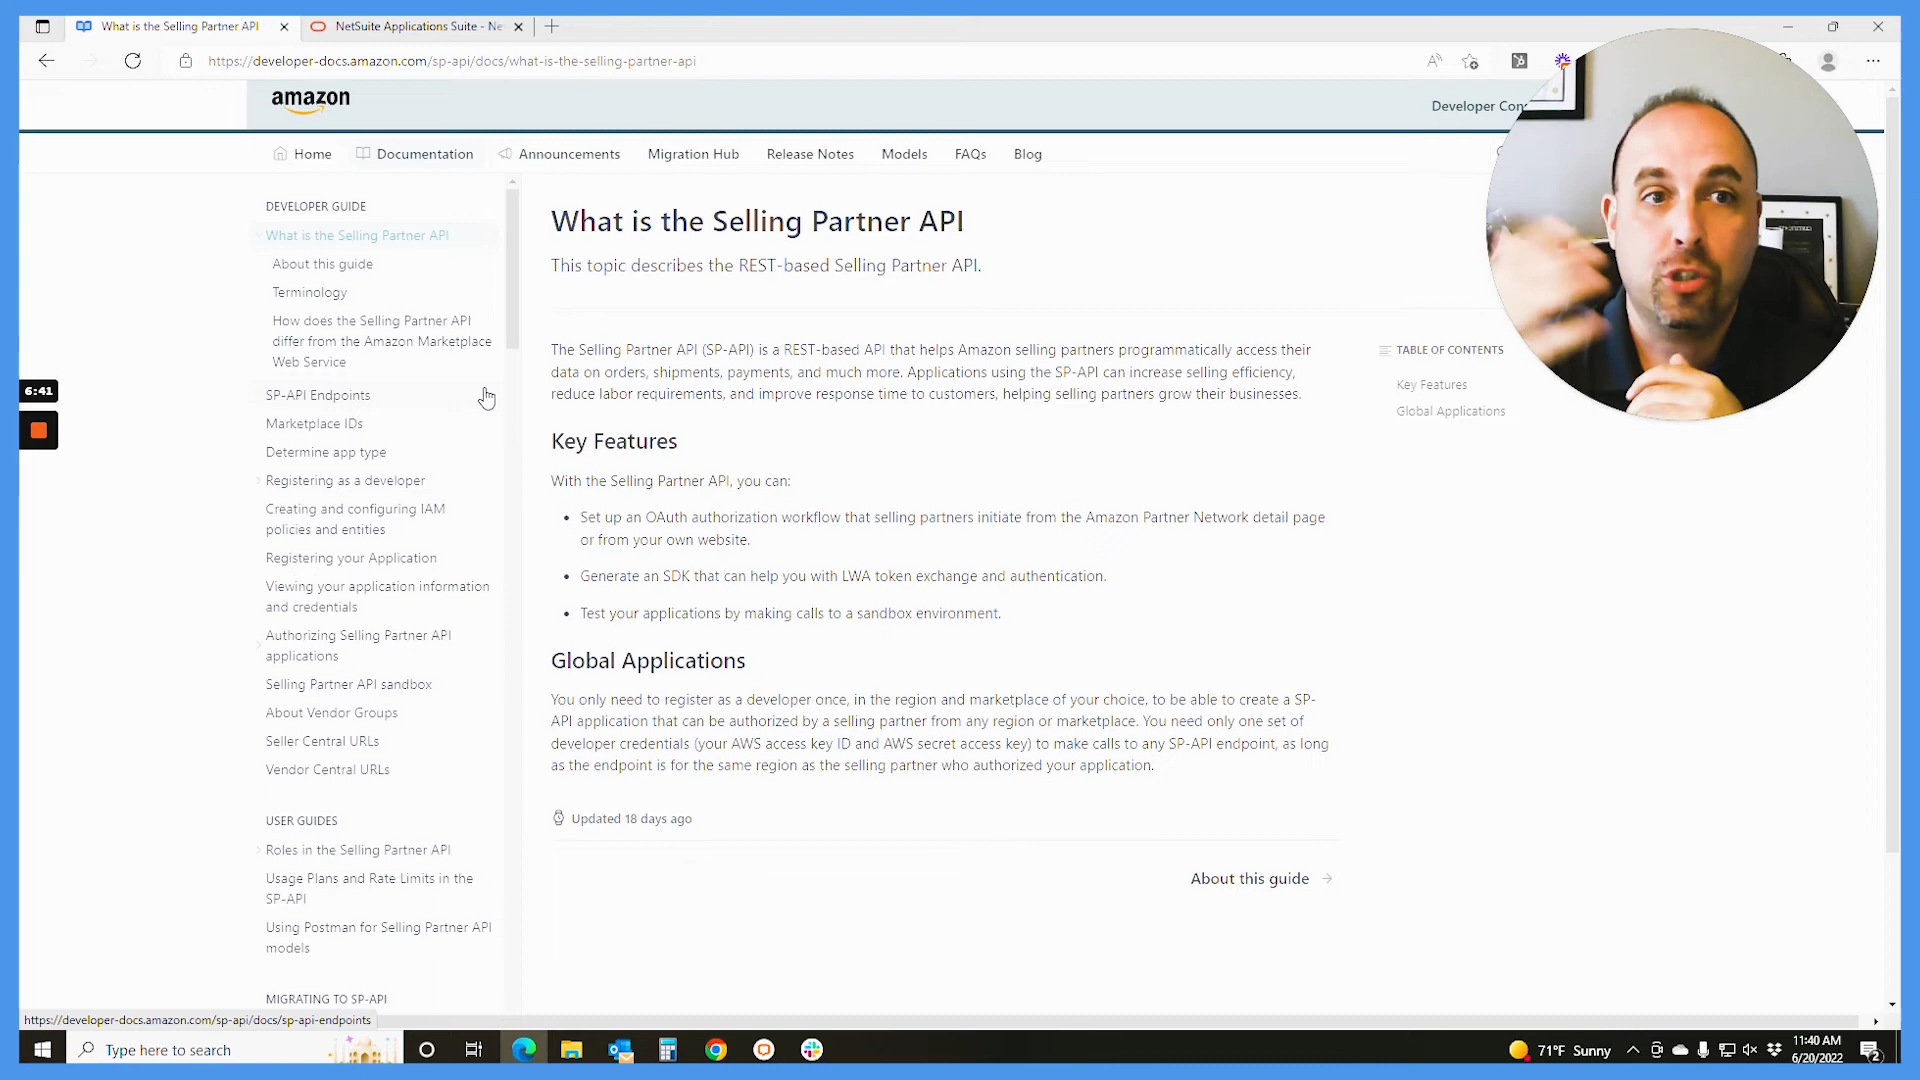 What is the Selling Partner API
NetSuite Applications Suite - Ne
https://developer-docs.amazon.com/sp-api/docs/what-is-the-selling-partner-api
amazon
Developer Con
Home
Documentation
Announcements
Migration Hub
Release Notes
Models
FAQs
Blog
DEVELOPER GUIDE
What is the Selling Partner API
About this guide
Terminology
How does the Selling Partner API
differ from the Amazon Marketplace
Web Service
SP-API Endpoints
Marketplace IDs
Determine app type
Registering as a developer
Creating and configuring IAM
policies and entities
Registering your Application
Viewing your application information
and credentials
Authorizing Selling Partner API
applications
Selling Partner API sandbox
About Vendor Groups
Seller Central URLs
Vendor Central URLs
USER GUIDES
Roles in the Selling Partner API
Usage Plans and Rate Limits in the
SP-API
Using Postman for Selling Partner API
models
MIGRATING TO SP-API
What is the Selling Partner API
This topic describes the REST-based Selling Partner API.
The Selling Partner API (SP-API) is a REST-based API that helps Amazon selling partners programmatically access their
data on orders, shipments, payments, and much more. Applications using the SP-API can increase selling efficiency,
reduce labor requirements, and improve response time to customers, helping selling partners grow their businesses.
Key Features
With the Selling Partner API, you can:
• Set up an OAuth authorization workflow that selling partners initiate from the Amazon Partner Network detail page
or from your own website.
• Generate an SDK that can help you with LWA token exchange and authentication.
• Test your applications by making calls to a sandbox environment.
Global Applications
You only need to register as a developer once, in the region and marketplace of your choice, to be able to create a SP-
API application that can be authorized by a selling partner from any region or marketplace. You need only one set of
developer credentials (your AWS access key ID and AWS secret access key) to make calls to any SP-API endpoint, as long
as the endpoint is for the same region as the selling partner who authorized your application.
Updated 18 days ago
About this guide →
TABLE OF CONTENTS
Key Features
Global Applications
6:41
https://developer-docs.amazon.com/sp-api/docs/sp-api-endpoints
Type here to search
71°F Sunny
11:40 AM
6/20/2022
2